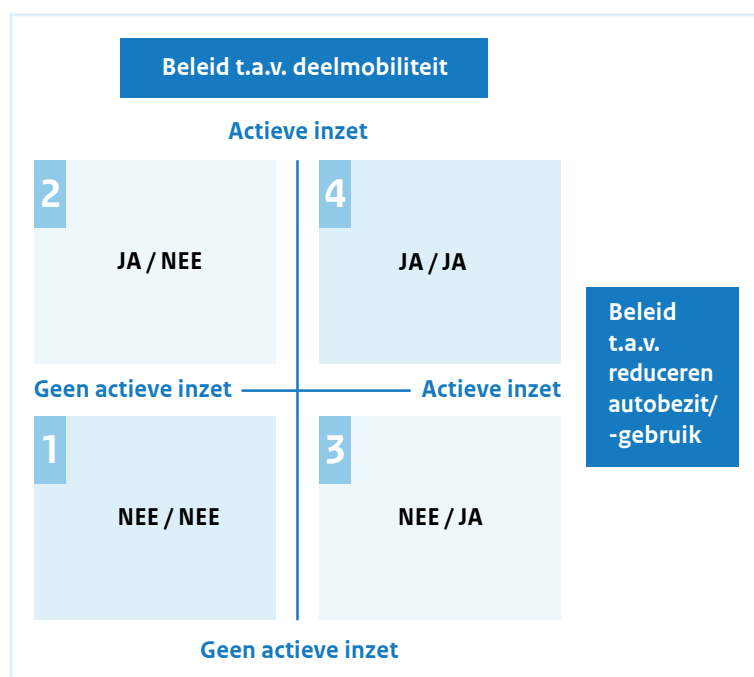 Beleid t.a.v. deelmobiliteit
Actieve inzet
2
4
JA / NEE
JA / JA
Beleid
t.a.v.
reduceren
autobezit/
-gebruik
Geen actieve inzet
Actieve inzet
1
3
NEE / NEE
NEE / JA
Geen actieve inzet